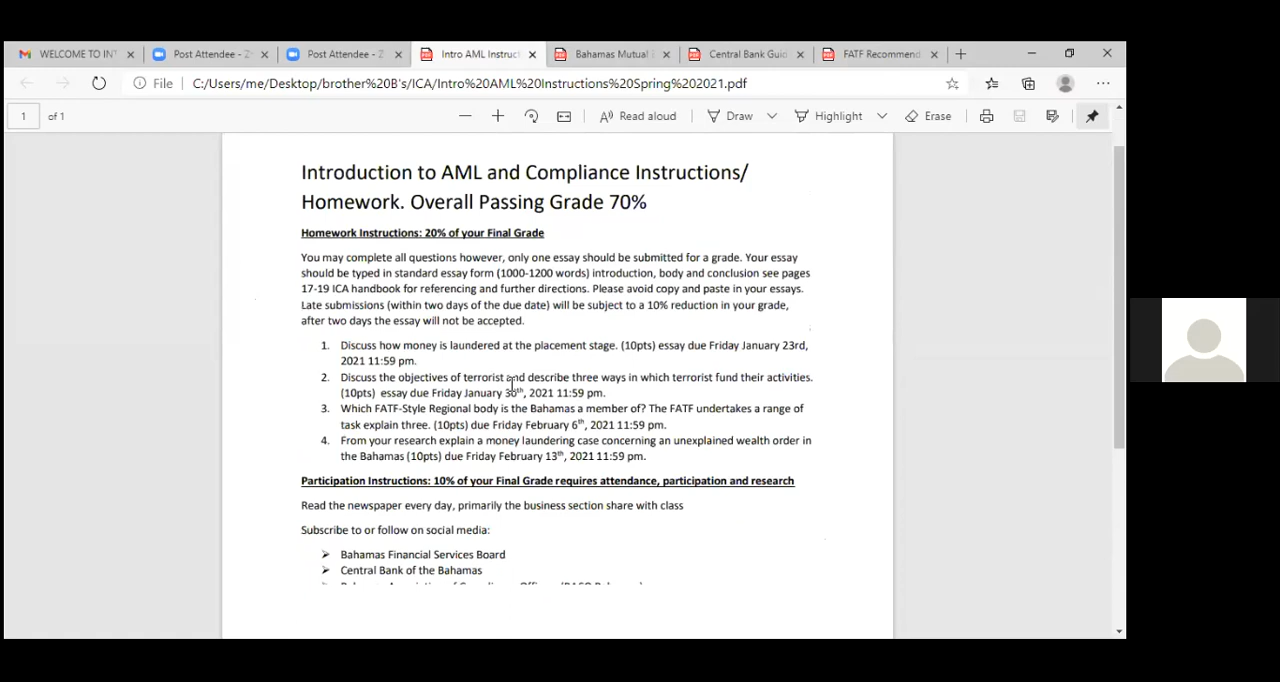 WELCOME TO INT
Post Attendee - Z
Post Attendee - Z
Intro AML Instruct
Bahamas Mutual
Central Bank Guid
FATF Recommend
File
C:/Users/me/Desktop/brother%20B's/ICA/Intro%20AML%20Instructions%20Spring%202021.pdf
1 of 1
Read aloud
Draw
Highlight
Erase
Introduction to AML and Compliance Instructions/
Homework. Overall Passing Grade 70%
Homework Instructions: 20% of your Final Grade
You may complete all questions however, only one essay should be submitted for a grade. Your essay
should be typed in standard essay form (1000-1200 words) introduction, body and conclusion see pages
17-19 ICA handbook for referencing and further directions. Please avoid copy and paste in your essays.
Late submissions (within two days of the due date) will be subject to a 10% reduction in your grade,
after two days the essay will not be accepted.
1. Discuss how money is laundered at the placement stage. (10pts) essay due Friday January 23rd,
2021 11:59 pm.
2. Discuss the objectives of terrorist and describe three ways in which terrorist fund their activities.
(10pts) essay due Friday January 30th, 2021 11:59 pm.
3. Which FATF-Style Regional body is the Bahamas a member of? The FATF undertakes a range of
task explain three. (10pts) due Friday February 6th, 2021 11:59 pm.
4. From your research explain a money laundering case concerning an unexplained wealth order in
the Bahamas (10pts) due Friday February 13th, 2021 11:59 pm.
Participation Instructions: 10% of your Final Grade requires attendance, participation and research
Read the newspaper every day, primarily the business section share with class
Subscribe to or follow on social media:
➢ Bahamas Financial Services Board
➢ Central Bank of the Bahamas